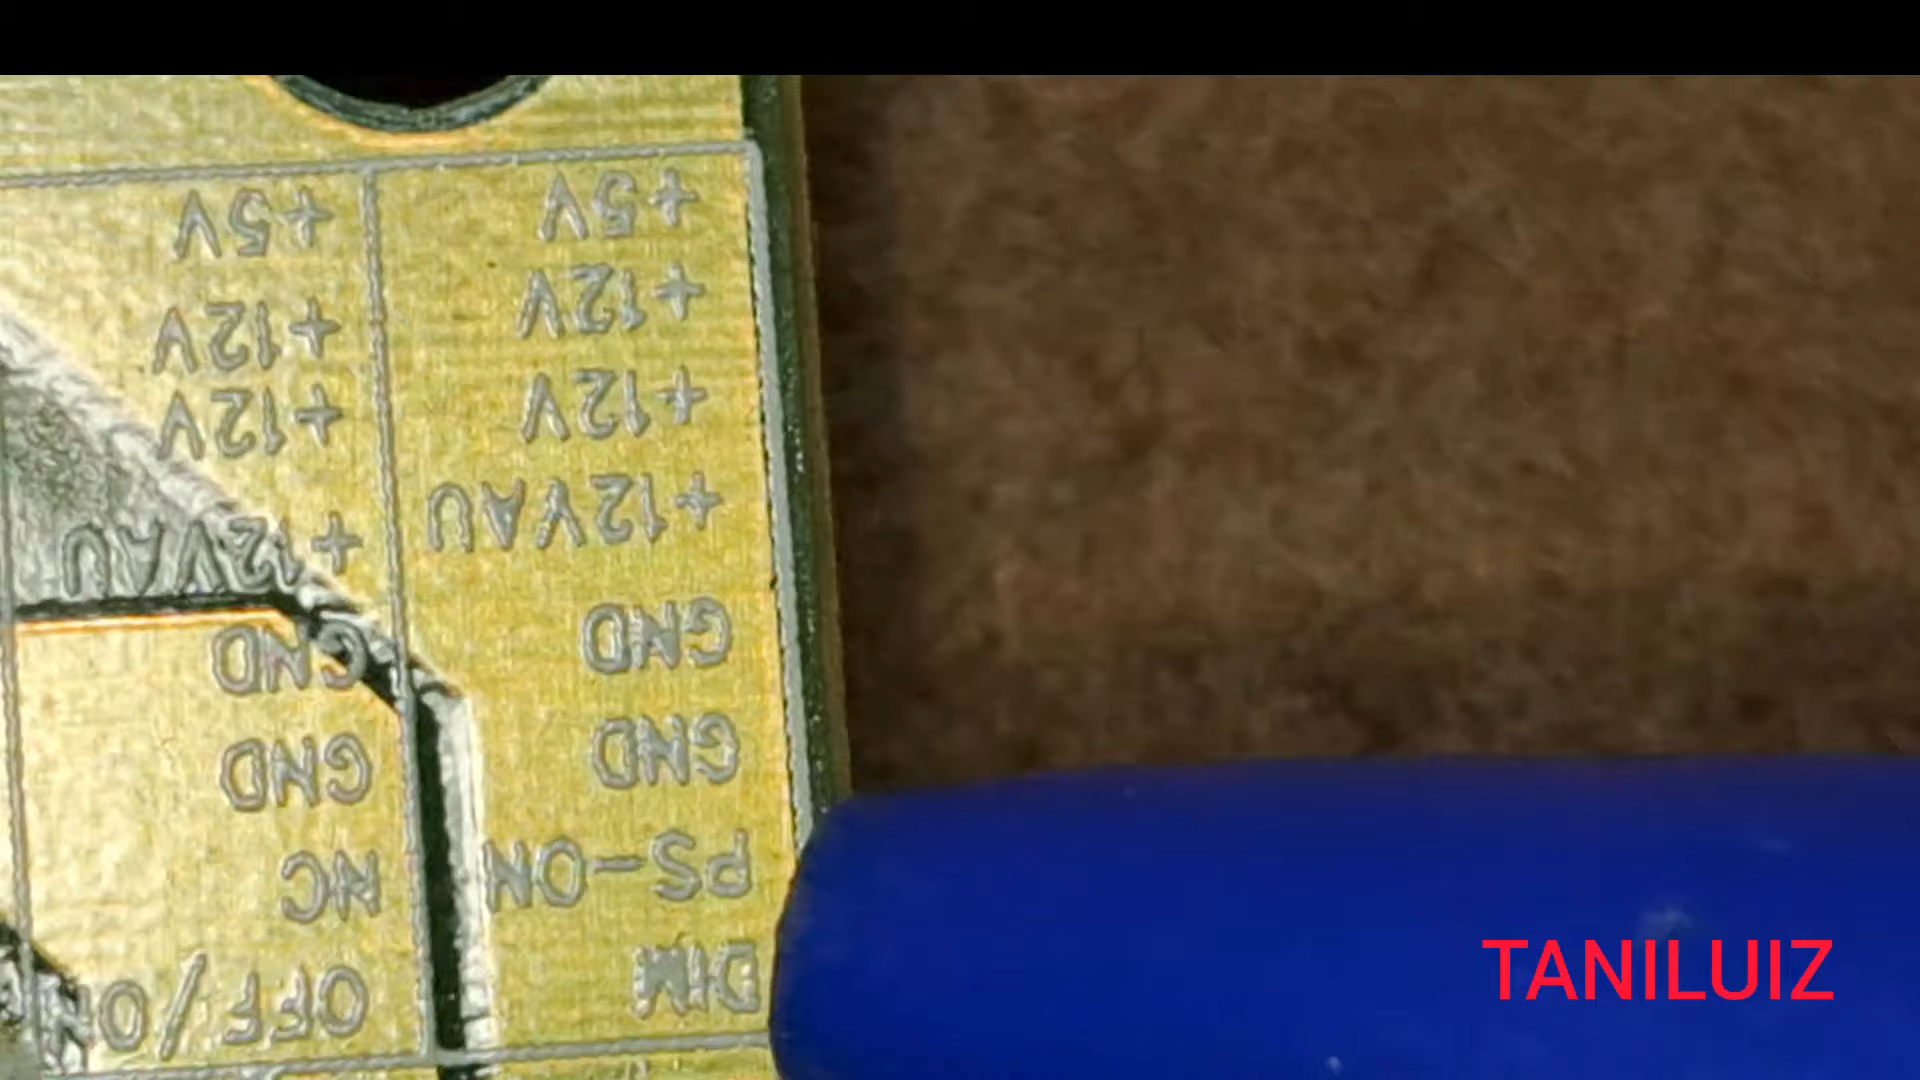 DIM OFF/ON
PS-ON NC
GND GND
GND GND
+12VAU +12VAU
+12V +12V
+12V +12V
+5V +5V
TANILUIZ